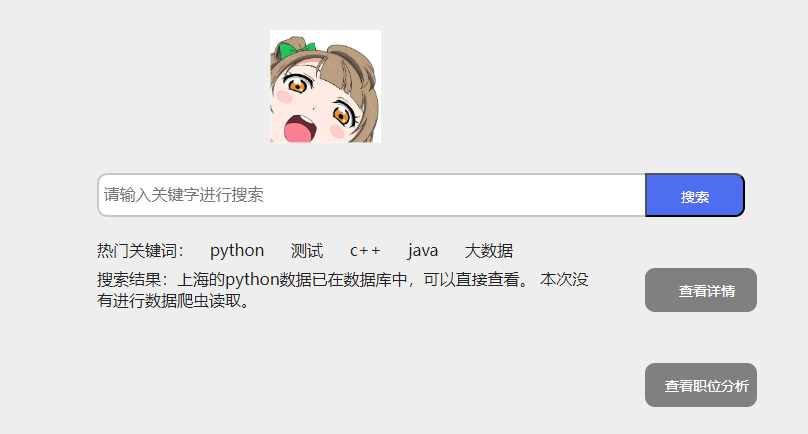 请输入关键字进行搜索
搜索
热门关键词： python 测试 c++ java 大数据
搜索结果：上海的python数据已在数据库中，可以直接查看。 本次没
有进行数据爬虫读取。
查看详情
查看职位分析